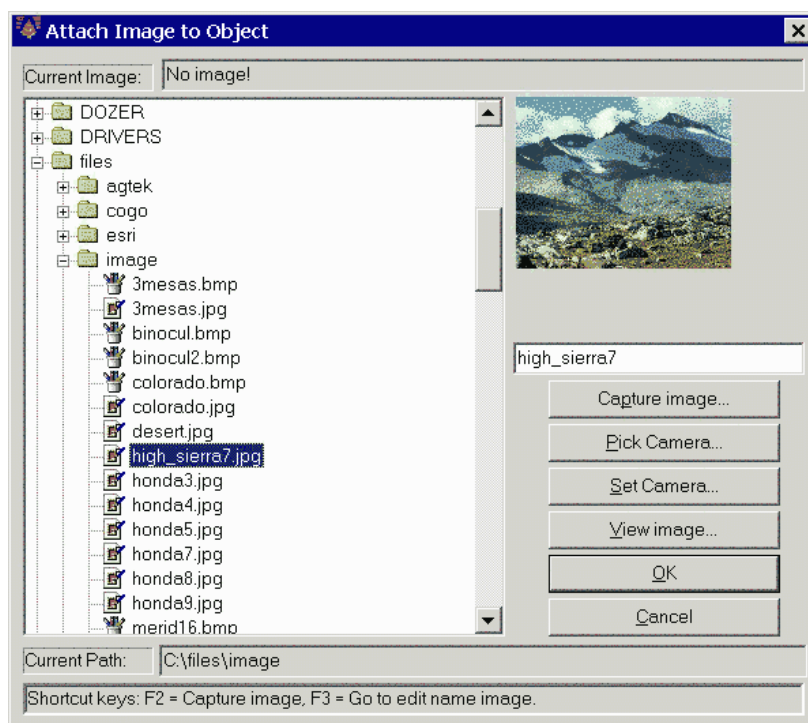 Attach Image to Object
Current Image: No image!
DOZER
DRIVERS
files
agtek
cogo
esri
image
3mesas.bmp
3mesas.jpg
binocul.bmp
binocul2.bmp
colorado.bmp
colorado.jpg
desert.jpg
high_sierra7.jpg
honda3.jpg
honda4.jpg
honda5.jpg
honda7.jpg
honda8.jpg
honda9.jpg
merid16.bmp
high_sierra7
Capture image...
Pick Camera...
Set Camera...
View image...
OK
Cancel
Current Path: C:\files\image
Shortcut keys: F2 = Capture image, F3 = Go to edit name image.